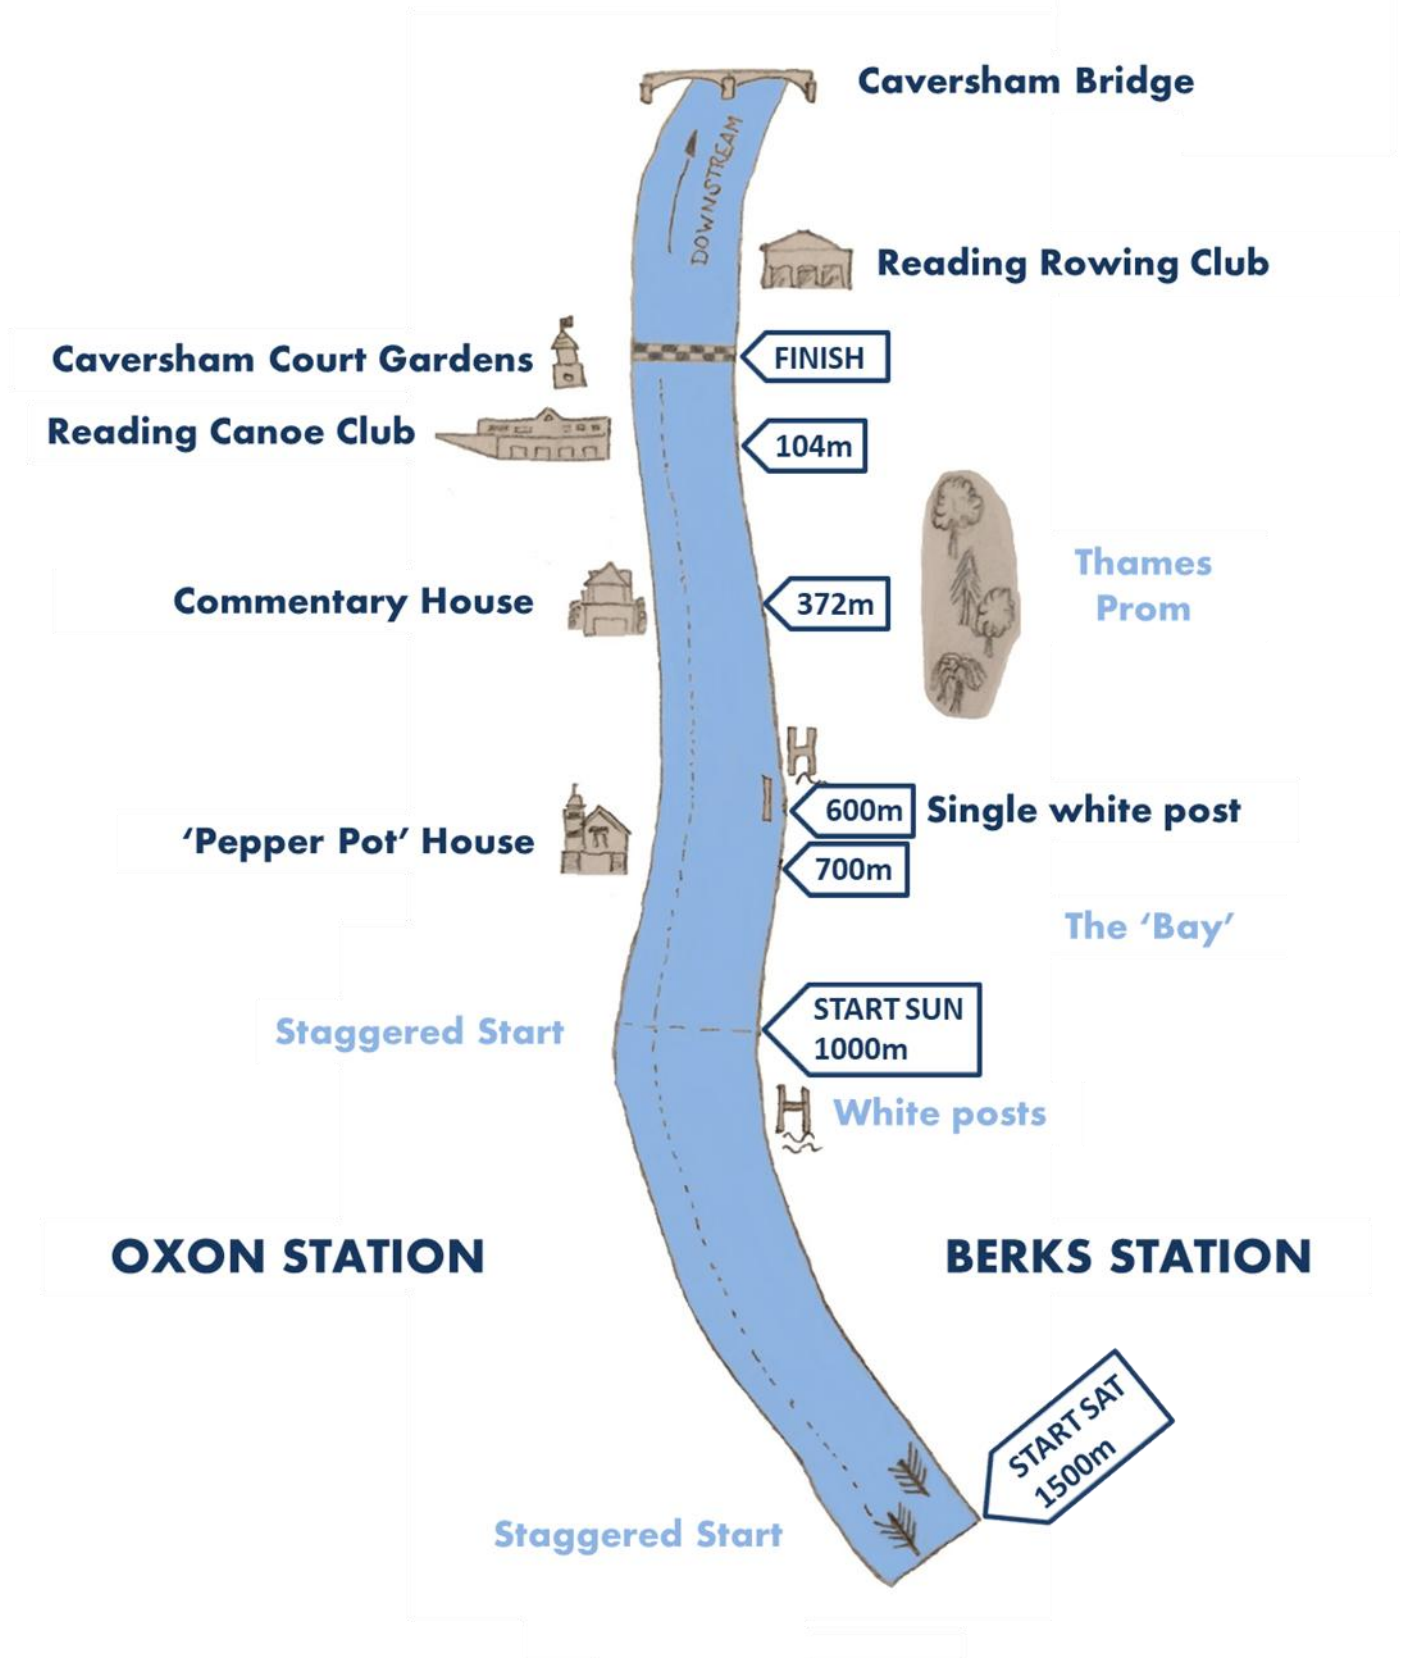 Caversham Bridge
DOWNSTREAM
Reading Rowing Club
Caversham Court Gardens
FINISH
Reading Canoe Club
104m
Thames
Prom
Commentary House
372m
600m Single white post
'Pepper Pot' House
700m
The 'Bay'
START SUN
1000m
Staggered Start
White posts
OXON STATION
BERKS STATION
START SAT
1500m
Staggered Start